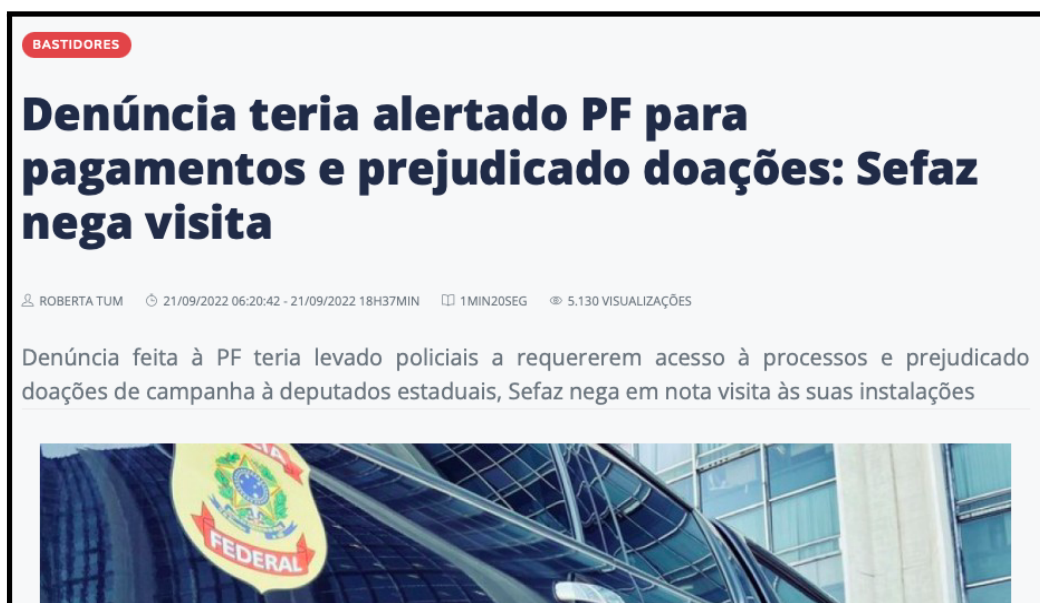 BASTIDORES
Denúncia teria alertado PF para
pagamentos e prejudicado doações: Sefaz
nega visita
ROBERTA TUM 21/09/2022 06:20:42 - 21/09/2022 18H37MIN 1MIN20SEG 5.130 VISUALIZAÇÕES
Denúncia feita à PF teria levado policiais a requererem acesso à processos e prejudicado
doações de campanha à deputados estaduais, Sefaz nega em nota visita às suas instalações
FEDERAL